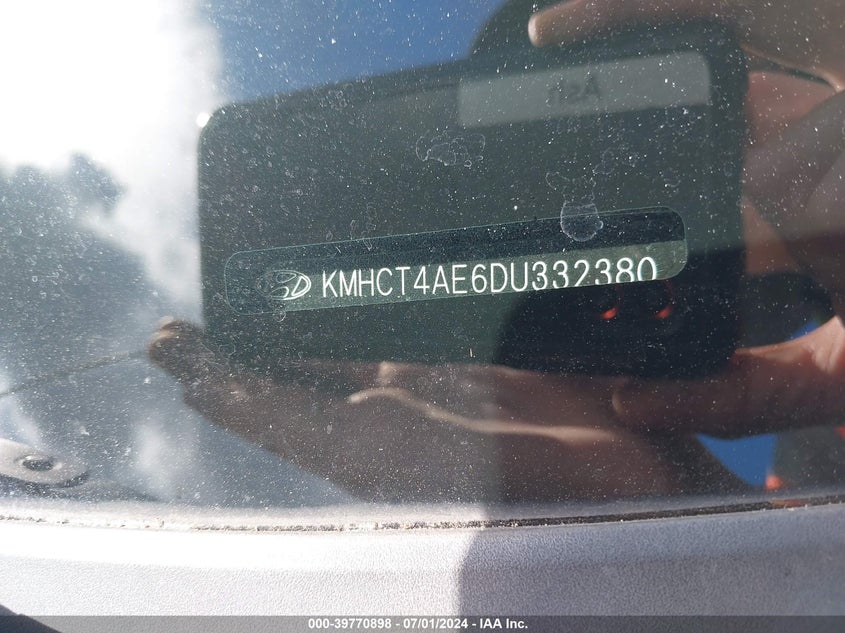 KMHCT4AE6DU332380
000-39770898 - 07/01/2024 - IAA Inc.